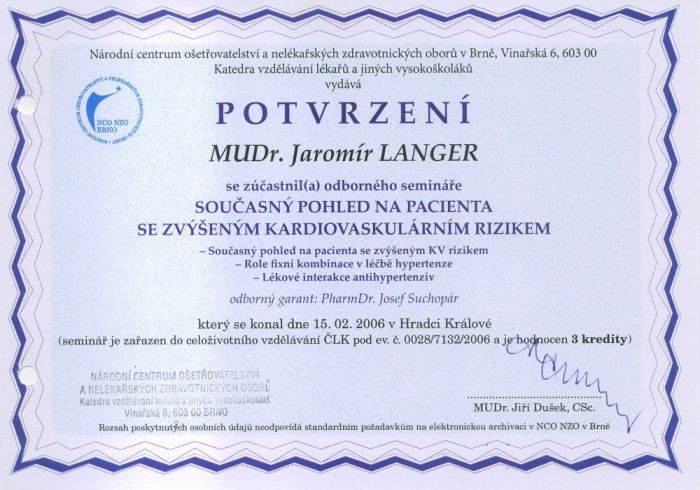 Národní centrum ošetřovatelství a nelékařských zdravotnických oborů v Brně, Vinařská 6, 603 00
Katedra vzdělávání lékařů a jiných vysokoškoláků
vydává
POTVRZENÍ
NCO NZO
BRNO
MUDr. Jaromír LANGER
se zúčastnil(a) odborného semináře
SOUČASNÝ POHLED NA PACIENTA
SE ZVÝŠENÝM KARDIOVASKULÁRNÍM RIZIKEM
– Současný pohled na pacienta se zvýšeným KV rizikem
– Role fixní kombinace v léčbě hypertenze
– Lékové interakce antihypertenziv
odborný garant: PharmDr. Josef Suchopár
který se konal dne 15. 02. 2006 v Hradci Králové
(seminář je zařazen do celoživotního vzdělávání ČLK pod ev. č. 0028/7132/2006 a je hodnocen 3 kredity)
NÁRODNÍ CENTRUM OŠETŘOVATELSTVÍ
A NELÉKAŘSKÝCH ZDRAVOTNICKÝCH OBORŮ
Katedra vzdělávání lékařů a jiných vysokoškoláků
Vinařská 6, 603 00 BRNO
MUDr. Jiří Dušek, CSc.
Rozsah poskytnutých osobních údajů neodpovídá standardním požadavkům na elektronickou archivaci v NCO NZO v Brně